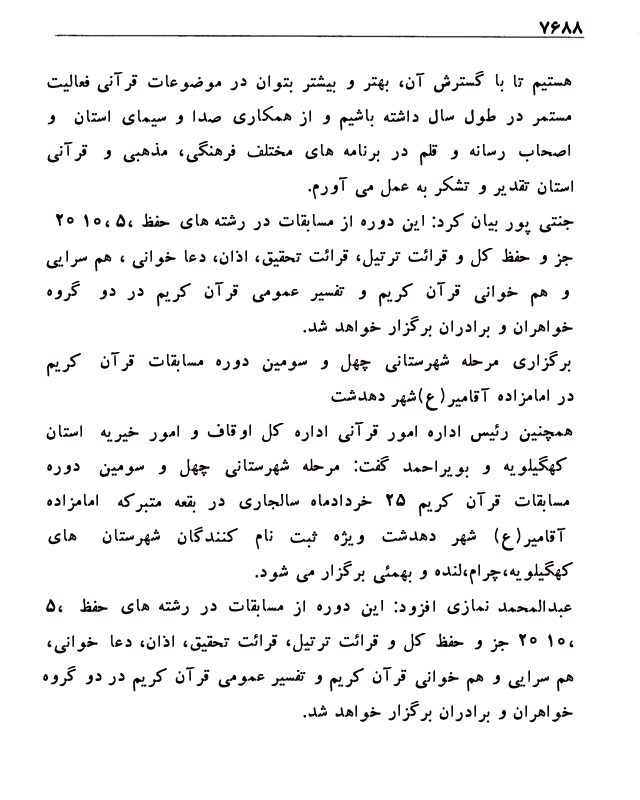 ۷۶۸۸
هستیم تا با گسترش آن، بهتر و بیشتر بتوان در موضوعات قرآنی فعالیت
مستمر در طول سال داشته باشیم و از همکاری صدا و سیمای استان و
اصحاب رسانه و قلم در برنامه های مختلف فرهنگی، مذهبی و قرآنی
استان تقدیر و تشکر به عمل می آورم.
جنتی پور بیان کرد: این دوره از مسابقات در رشته های حفظ ،۵ ،۱۰ ۲۰
جز و حفظ کل و قرائت ترتیل، قرائت تحقیق، اذان، دعا خوانی ، هم سرایی
و هم خوانی قرآن کریم و تفسیر عمومی قرآن کریم در دو گروه
خواهران و برادران برگزار خواهد شد.
برگزاری مرحله شهرستانی چهل و سومین دوره مسابقات قرآن کریم
در امامزاده آقامیر(ع)شهر دهدشت
همچنین رئیس اداره امور قرآنی اداره کل اوقاف و امور خیریه استان
کهگیلویه و بویراحمد گفت: مرحله شهرستانی چهل و سومین دوره
مسابقات قرآن کریم ۲۵ خردادماه سالجاری در بقعه متبرکه امامزاده
آقامیر(ع) شهر دهدشت ویژه ثبت نام کنندگان شهرستان های
کهگیلویه،چرام،لنده و بهمئی برگزار می شود.
عبدالمحمد نمازی افزود: این دوره از مسابقات در رشته های حفظ ،۵
،۱۰ ۲۰ جز و حفظ کل و قرائت ترتیل، قرائت تحقیق، اذان، دعا خوانی،
هم سرایی و هم خوانی قرآن کریم و تفسیر عمومی قرآن کریم در دو گروه
خواهران و برادران برگزار خواهد شد.